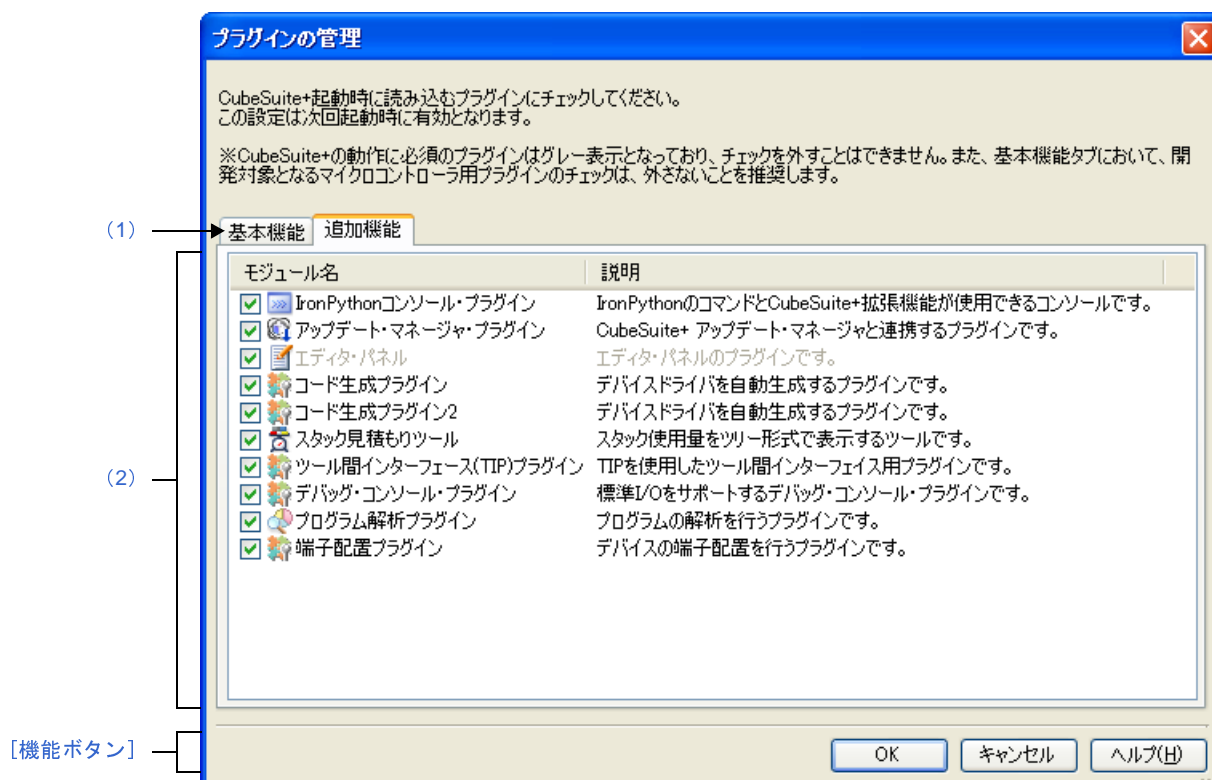 プラグインの管理
CubeSuite+起動時に読み込むプラグインにチェックしてください。
この設定は次回起動時に有効となります。
※CubeSuite+の動作に必須のプラグインはグレー表示となっており、チェックを外すことはできません。また、基本機能タブにおいて、開
発対象となるマイクロコントローラ用プラグインのチェックは、外さないことを推奨します。
(1)
基本機能 追加機能
モジュール名 説明
IronPythonコンソール・プラグイン IronPythonのコマンドとCubeSuite+拡張機能が使用できるコンソールです。
アップデート・マネージャ・プラグイン CubeSuite+ アップデート・マネージャと連携するプラグインです。
エディタ・パネル エディタ・パネルのプラグインです。
コード生成プラグイン デバイスドライバを自動生成するプラグインです。
コード生成プラグイン2 デバイスドライバを自動生成するプラグインです。
スタック見積もりツール スタック使用量をツリー形式で表示するツールです。
(2)
ツール間インターフェース(TIP)プラグイン TIPを使用したツール間インターフェイス用プラグインです。
デバッグ・コンソール・プラグイン 標準I/Oをサポートするデバッグ・コンソール・プラグインです。
プログラム解析プラグイン プログラムの解析を行うプラグインです。
端子配置プラグイン デバイスの端子配置を行うプラグインです。
[機能ボタン]
OK キャンセル ヘルプ(H)